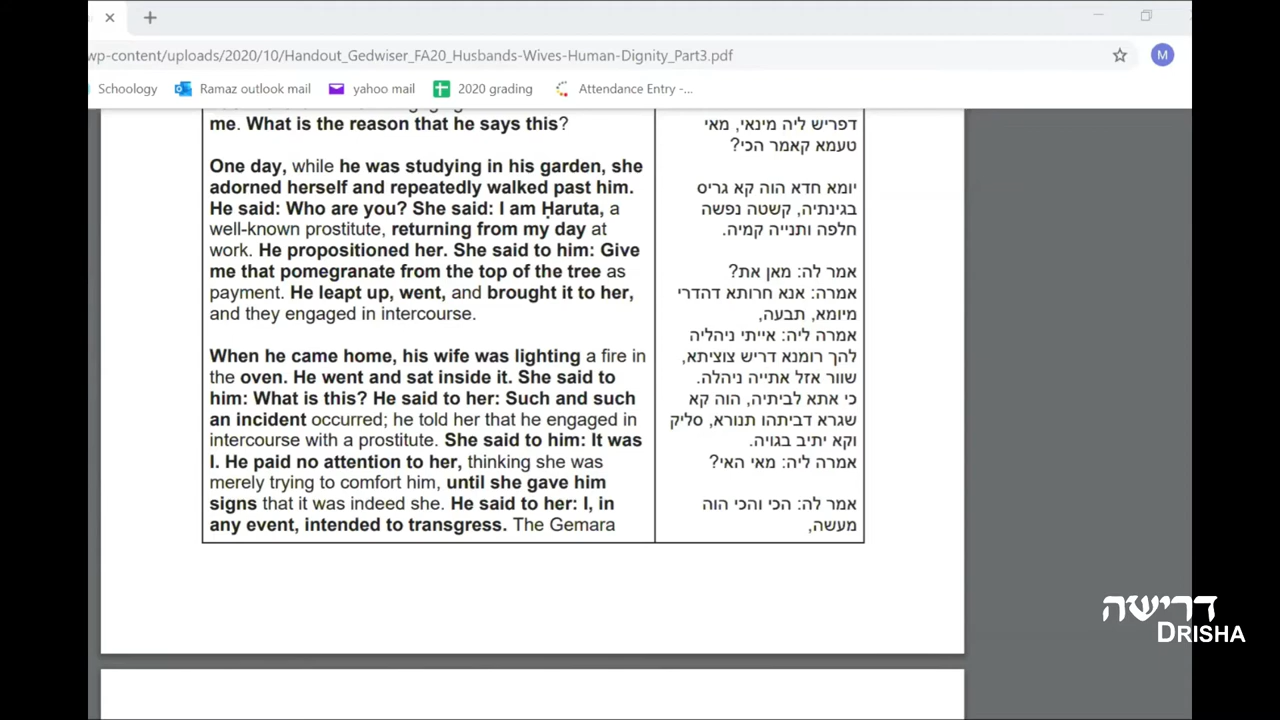 wp-content/uploads/2020/10/Handout_Gedwiser_FA20_Husbands-Wives-Human-Dignity_Part3.pdf
M
Schoology Ramaz outlook mail yahoo mail 2020 grading Attendance Entry -...
me. What is the reason that he says this?
One day, while he was studying in his garden, she
adorned herself and repeatedly walked past him.
He said: Who are you? She said: I am Ḥaruta, a
well-known prostitute, returning from my day at
work. He propositioned her. She said to him: Give
me that pomegranate from the top of the tree as
payment. He leapt up, went, and brought it to her,
and they engaged in intercourse.
When he came home, his wife was lighting a fire in
the oven. He went and sat inside it. She said to
him: What is this? He said to her: Such and such
an incident occurred; he told her that he engaged in
intercourse with a prostitute. She said to him: It was
I. He paid no attention to her, thinking she was
merely trying to comfort him, until she gave him
signs that it was indeed she. He said to her: I, in
any event, intended to transgress. The Gemara
דפריש ליה מינאי, מאי
טעמא קאמר הכי?
יומא חדא הוה קא גריס
בגינתיה, קשטה נפשה
חלפה ותנייה קמיה.
אמר לה: מאן את?
אמרה: אנא חרותא דהדרי
מיומא, תבעה,
אמרה ליה: אייתי ניהליה
להך רומנא דריש צוציתא,
שוור אזל אתייה ניהלה.
כי אתא לביתיה, הוה קא
שגרא דביתהו תנורא, סליק
וקא יתיב בגויה.
אמרה ליה: מאי האי?
אמר לה: הכי והכי הוה
מעשה,
דרישה
DRISHA